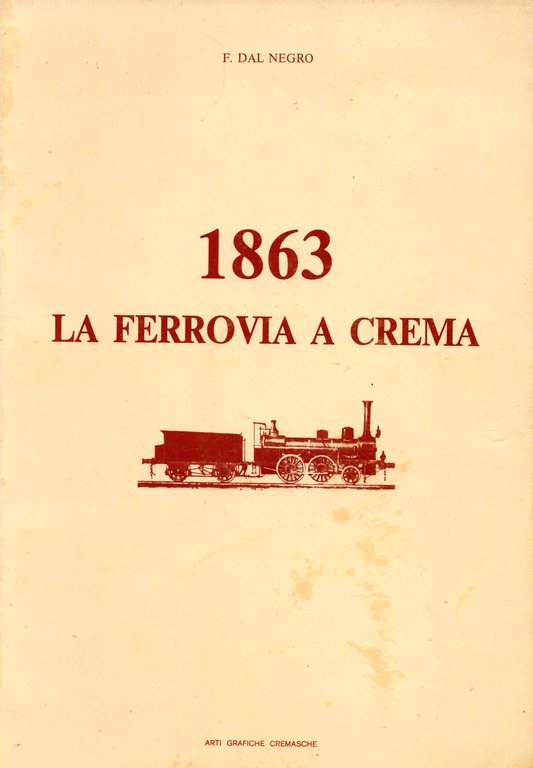 F. DAL NEGRO
1863
LA FERROVIA A CREMA
ARTI GRAFICHE CREMASCHE